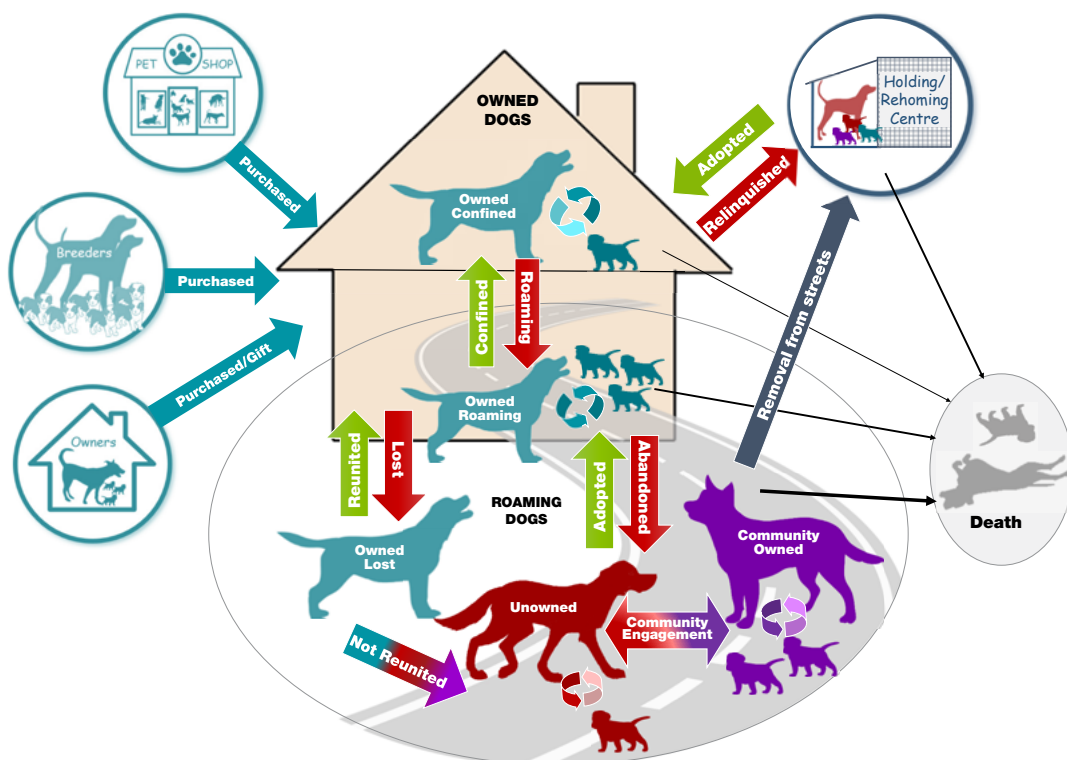 PET SHOP
Purchased
Breeders
Purchased
Purchased/Gift
Owners
OWNED
DOGS
Owned
Confined
Confined
Roaming
Owned
Roaming
Adopted
Relinquished
Holding/
Rehoming
Centre
Removal from streets
Reunited
Lost
ROAMING
DOGS
Adopted
Abandoned
Owned
Lost
Unowned
Community
Engagement
Community
Owned
Not Reunited
Death